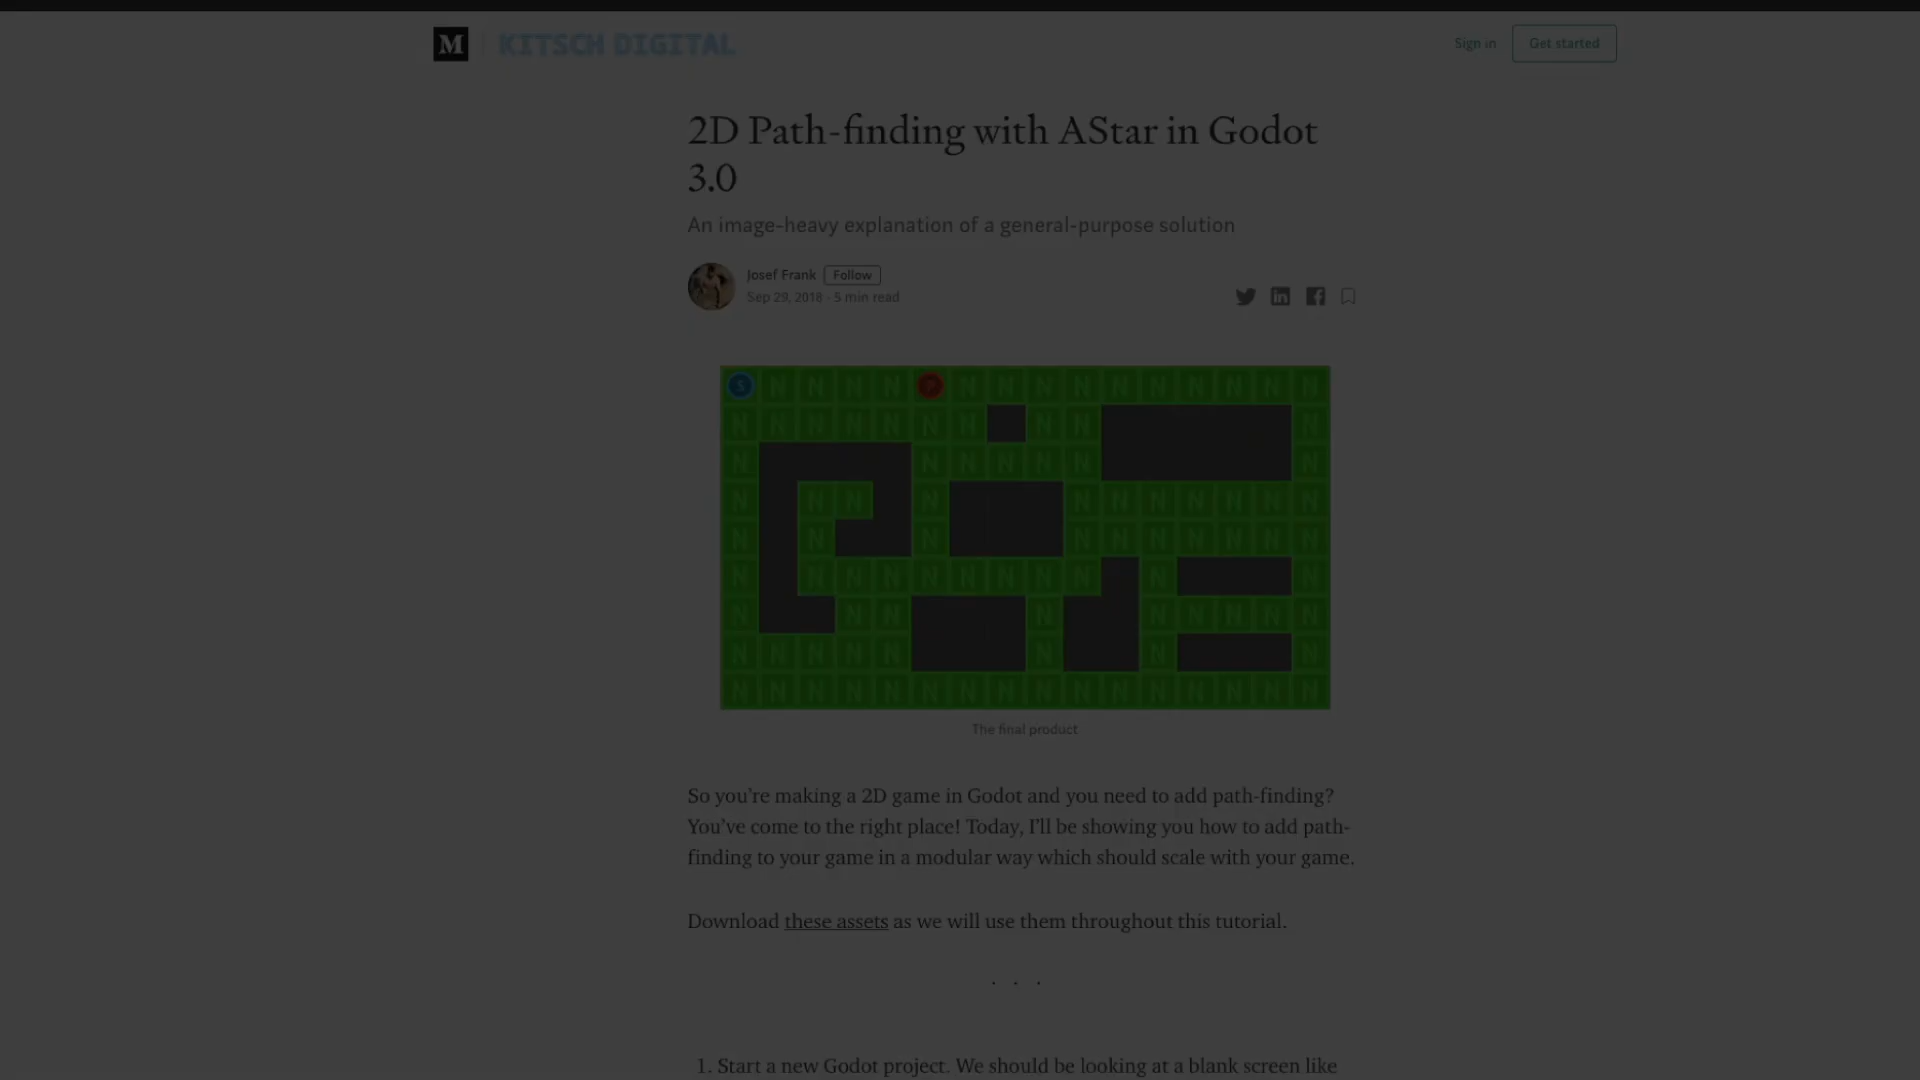 M KITSCH DIGITAL Sign in Get started
2D Path-finding with AStar in Godot
3.0
An image-heavy explanation of a general-purpose solution
Josef Frank Follow
Sep 29, 2018 · 5 min read
S N N N N P N N N N N N N N N N
N N N N N N N N N N
N N N N N N N
N N N N N N N N N N
N N N N N N N N N
N N N N N N N N N N N
N N N N N N N N N
N N N N N N N N
N N N N N N N N N N N N N N N N
The final product
So you’re making a 2D game in Godot and you need to add path-finding?
You’ve come to the right place! Today, I’ll be showing you how to add path-
finding to your game in a modular way which should scale with your game.
Download these assets as we will use them throughout this tutorial.
. . .
1. Start a new Godot project. We should be looking at a blank screen like